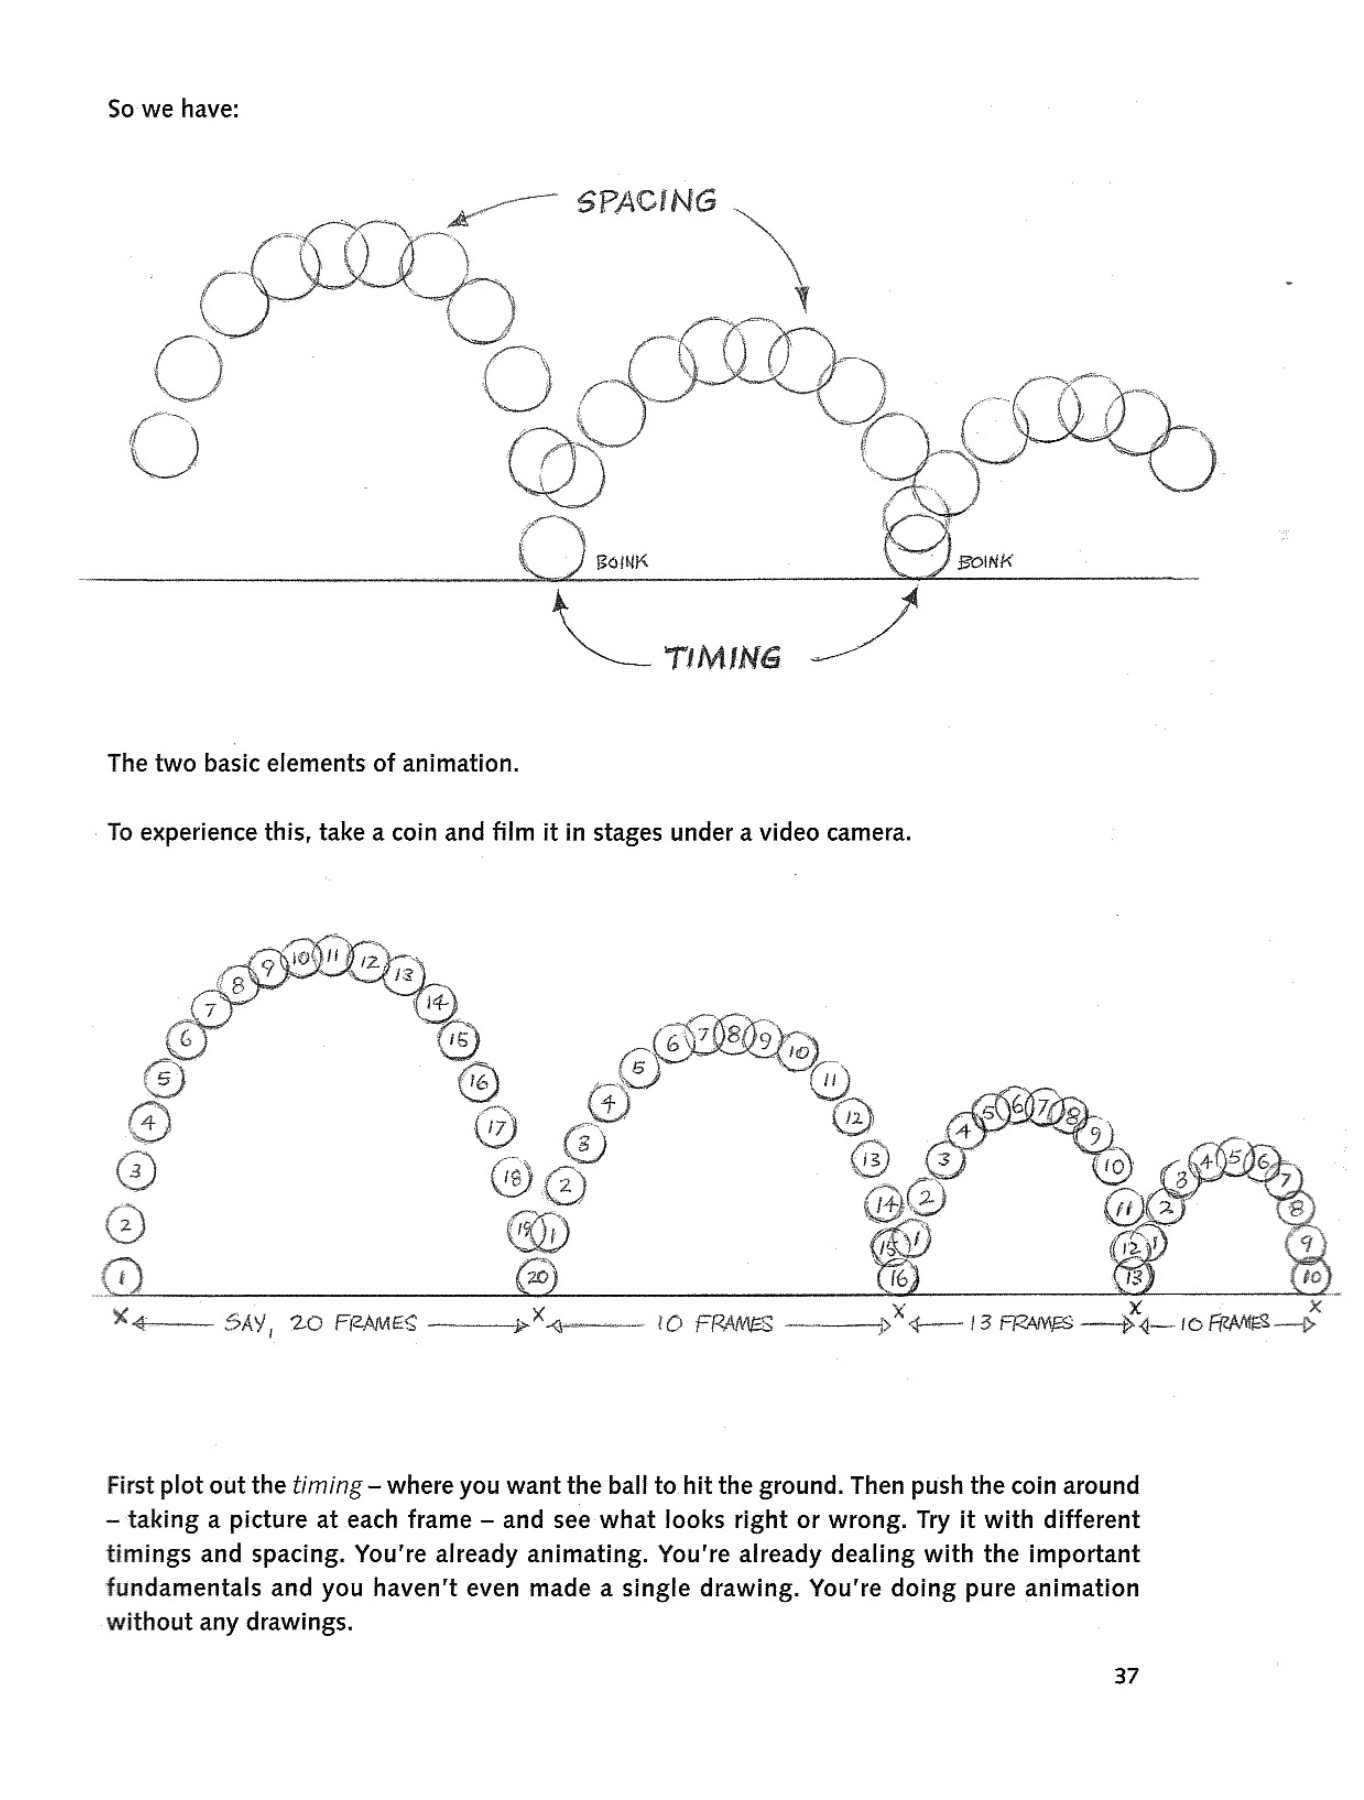 So we have:
SPACING
BOINK
BOINK
TIMING
The two basic elements of animation.
To experience this, take a coin and film it in stages under a video camera.
1 2 3 4 5 6 7 8 9 10 11 12 13 14 15 16 17 18 19 20
1 2 3 4 5 6 7 8 9 10 11 12 13 14 15 16
1 2 3 4 5 6 7 8 9 10 11 12 13
1 2 3 4 5 6 7 8 9 10
X SAY, 20 FRAMES X 10 FRAMES X 13 FRAMES X 10 FRAMES X
First plot out the timing – where you want the ball to hit the ground. Then push the coin around
– taking a picture at each frame – and see what looks right or wrong. Try it with different
timings and spacing. You're already animating. You're already dealing with the important
fundamentals and you haven't even made a single drawing. You're doing pure animation
without any drawings.
37